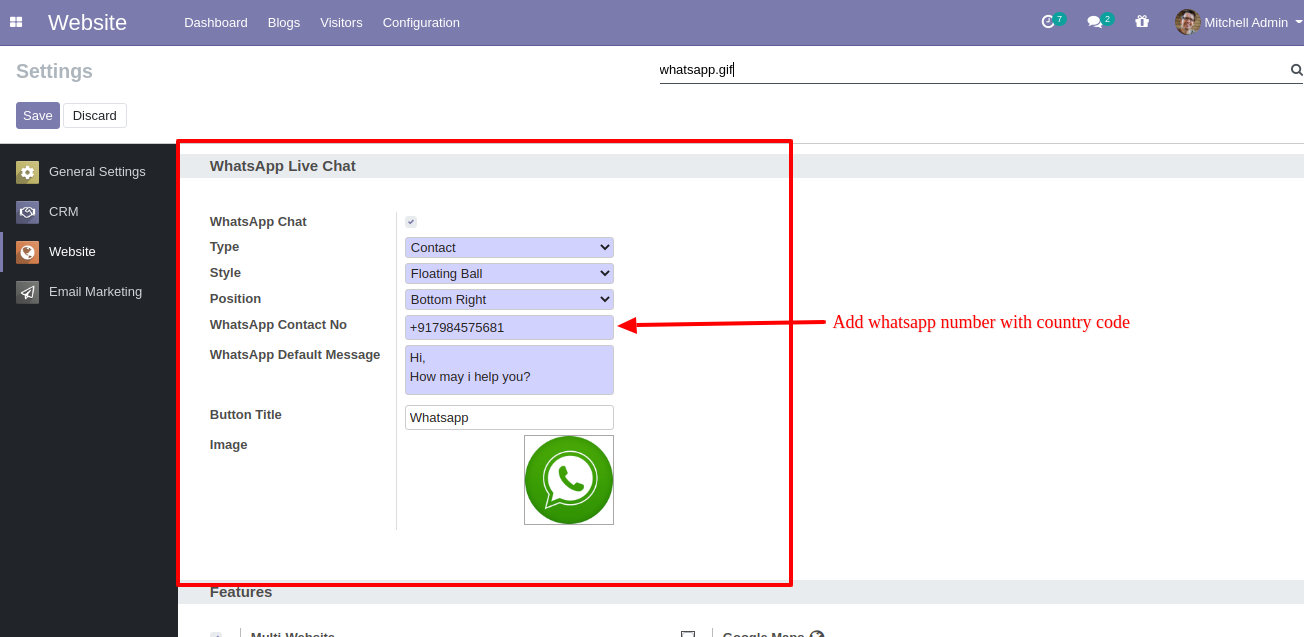 Website
Dashboard Blogs Visitors Configuration
7
2
Mitchell Admin
Settings
whatsapp.gif
Save Discard
General Settings
CRM
Website
Email Marketing
WhatsApp Live Chat
WhatsApp Chat
Type Contact
Style Floating Ball
Position Bottom Right
WhatsApp Contact No +917984575681
Add whatsapp number with country code
WhatsApp Default Message Hi,
How may i help you?
Button Title Whatsapp
Image
Features
Multi-Website
Google Maps